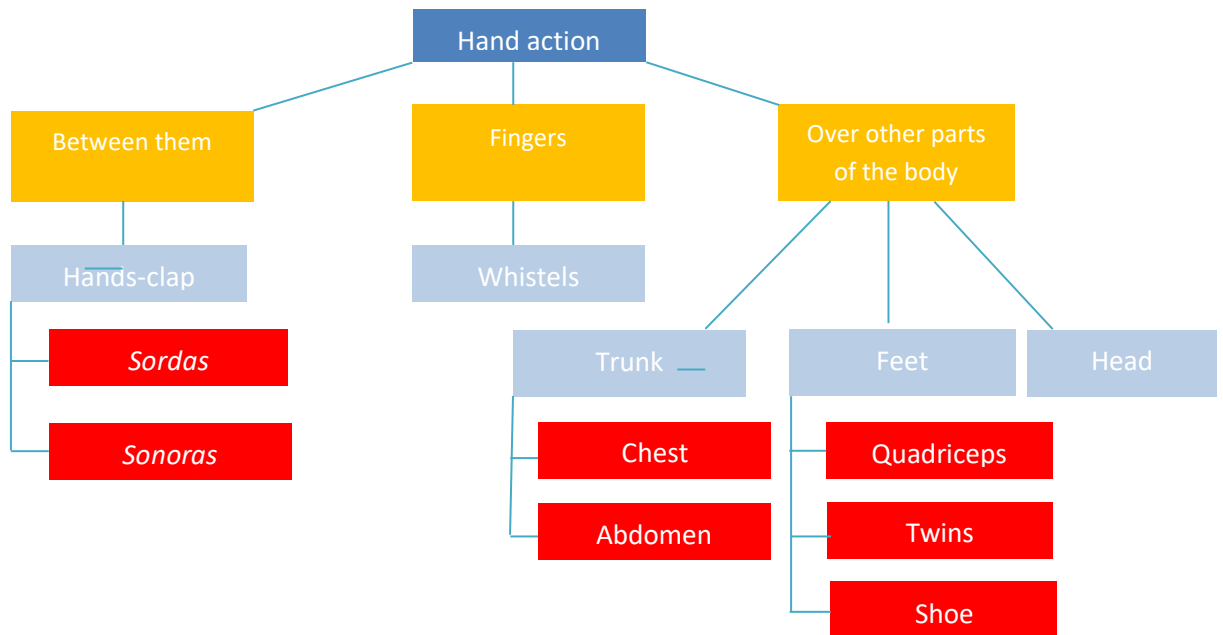 Hand action
Between them
Fingers
Over other parts
of the body
Hands-clap
Whistels
Sordas
Sonoras
Trunk
Feet
Head
Chest
Abdomen
Quadriceps
Twins
Shoe